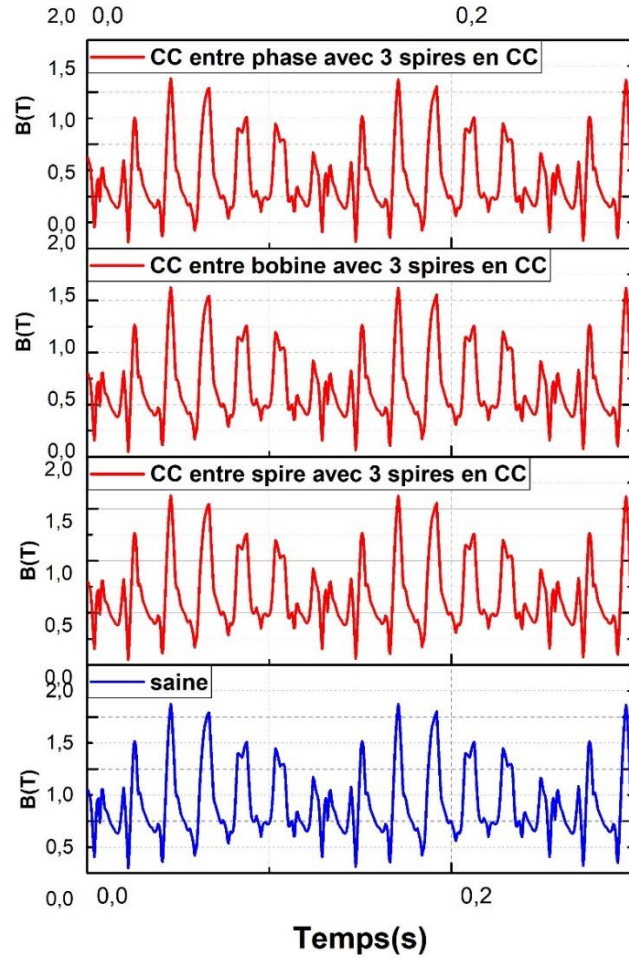 0,0 0,2
2,0
CC entre phase avec 3 spires en CC
1,5
B(T)
1,0
0,5
0,0
2,0
CC entre bobine avec 3 spires en CC
1,5
B(T)
1,0
0,5
0,0
2,0
CC entre spire avec 3 spires en CC
1,5
B(T)
1,0
0,5
0,0
2,0
saine
1,5
B(T)
1,0
0,5
0,0
0,0 0,2
Temps(s)